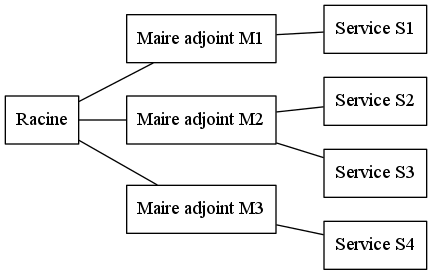 Racine
Maire adjoint M1
Service S1
Maire adjoint M2
Service S2
Service S3
Maire adjoint M3
Service S4